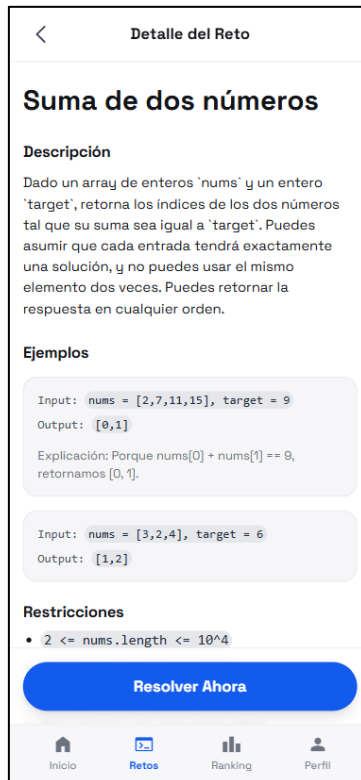 Detalle del Reto
Suma de dos números
Descripción
Dado un array de enteros `nums` y un entero
`target`, retorna los índices de los dos números
tal que su suma sea igual a `target`. Puedes
asumir que cada entrada tendrá exactamente
una solución, y no puedes usar el mismo
elemento dos veces. Puedes retornar la
respuesta en cualquier orden.
Ejemplos
Input: nums = [2,7,11,15], target = 9
Output: [0,1]
Explicación: Porque nums[0] + nums[1] == 9,
retornamos [0, 1].
Input: nums = [3,2,4], target = 6
Output: [1,2]
Restricciones
• 2 <= nums.length <= 10^4
Resolver Ahora
Inicio Retos Ranking Perfil